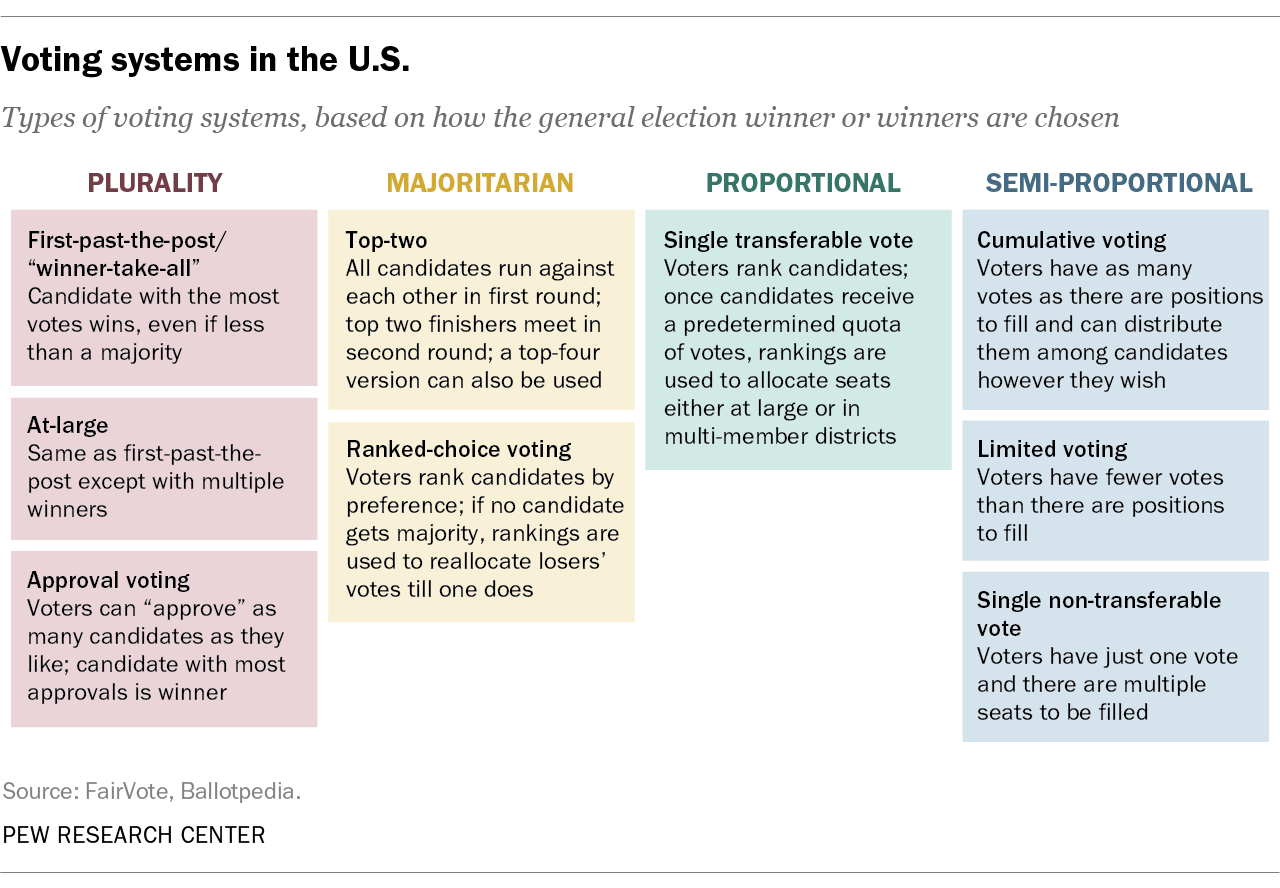 Voting systems in the U.S.
Types of voting systems, based on how the general election winner or winners are chosen
PLURALITY
First-past-the-post/
“winner-take-all”
Candidate with the most
votes wins, even if less
than a majority
At-large
Same as first-past-the-
post except with multiple
winners
Approval voting
Voters can “approve” as
many candidates as they
like; candidate with most
approvals is winner
MAJORITARIAN
Top-two
All candidates run against
each other in first round;
top two finishers meet in
second round; a top-four
version can also be used
Ranked-choice voting
Voters rank candidates by
preference; if no candidate
gets majority, rankings are
used to reallocate losers’
votes till one does
PROPORTIONAL
Single transferable vote
Voters rank candidates;
once candidates receive
a predetermined quota
of votes, rankings are
used to allocate seats
either at large or in
multi-member districts
SEMI-PROPORTIONAL
Cumulative voting
Voters have as many
votes as there are positions
to fill and can distribute
them among candidates
however they wish
Limited voting
Voters have fewer votes
than there are positions
to fill
Single non-transferable
vote
Voters have just one vote
and there are multiple
seats to be filled
Source: FairVote, Ballotpedia.
PEW RESEARCH CENTER